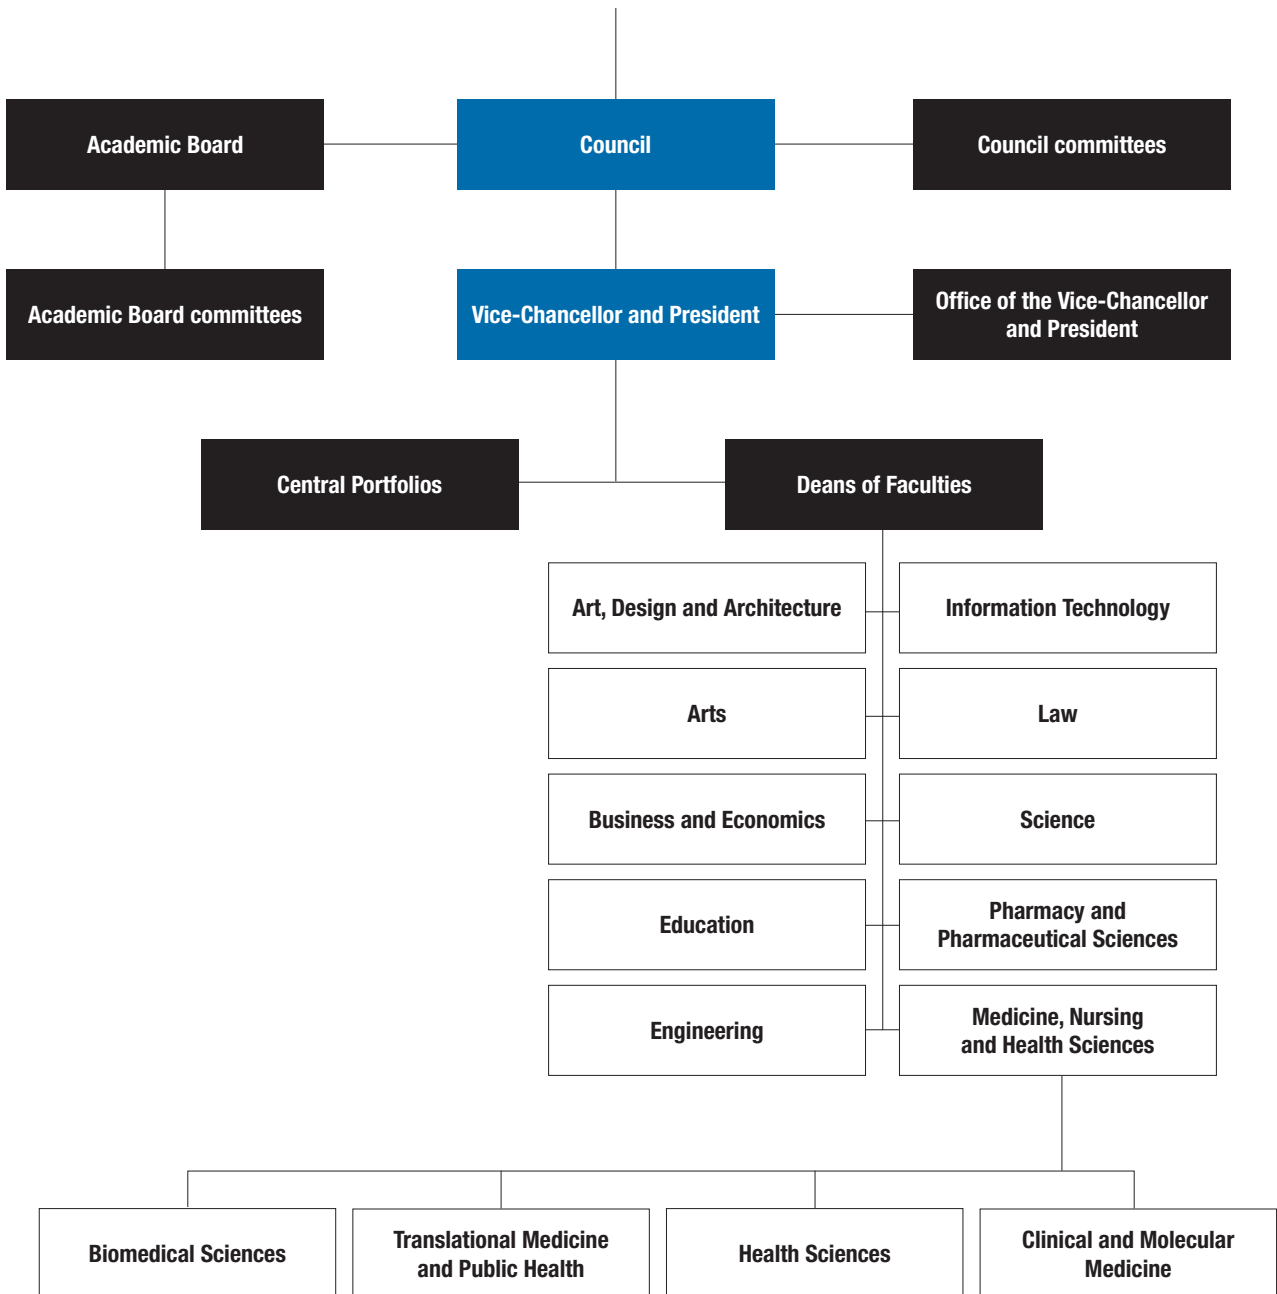 Academic Board
Council
Council committees
Academic Board committees
Vice-Chancellor and President
Office of the Vice-Chancellor
and President
Central Portfolios
Deans of Faculties
Art, Design and Architecture
Information Technology
Arts
Law
Business and Economics
Science
Education
Pharmacy and
Pharmaceutical Sciences
Engineering
Medicine, Nursing
and Health Sciences
Biomedical Sciences
Translational Medicine
and Public Health
Health Sciences
Clinical and Molecular
Medicine